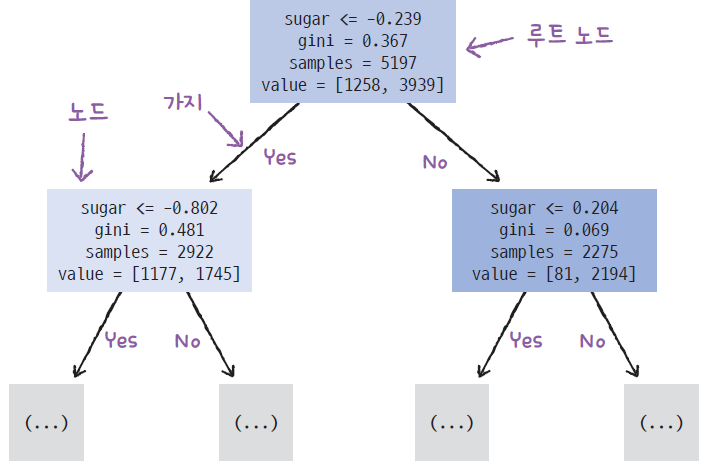 sugar <= -0.239
gini = 0.367
samples = 5197
value = [1258, 3939]
루트 노드
노드
가지
Yes
No
sugar <= -0.802
gini = 0.481
samples = 2922
value = [1177, 1745]
sugar <= 0.204
gini = 0.069
samples = 2275
value = [81, 2194]
Yes
No
Yes
No
(...)
(...)
(...)
(...)